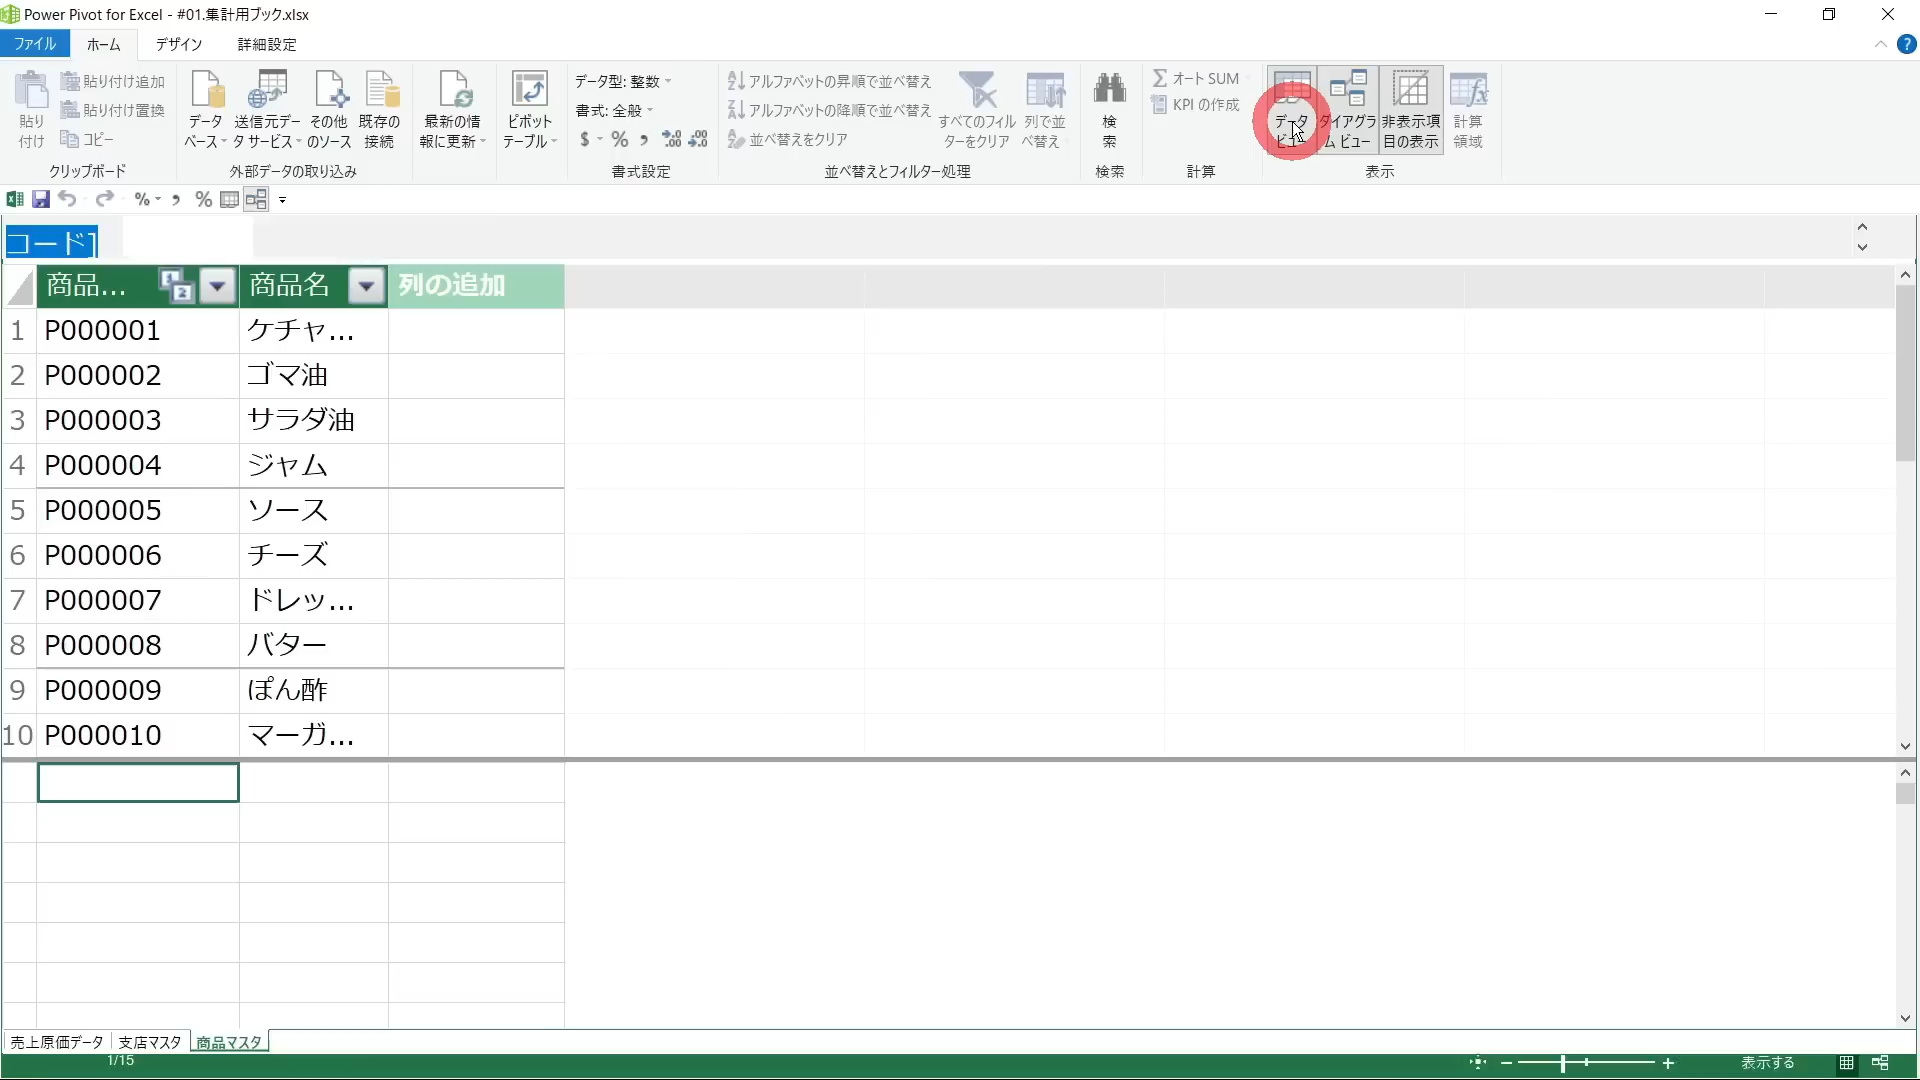 Power Pivot for Excel - #01.集計用ブック.xlsx
ファイル ホーム デザイン 詳細設定
貼り付け
貼り付け追加
貼り付け置換
コピー
クリップボード
データベース
送信元データ サービス
その他のソース
既存の接続
外部データの取り込み
最新の情報に更新
ピボットテーブル
データ型: 整数
書式: 全般
$ % 
書式設定
アルファベットの昇順で並べ替え
アルファベットの降順で並べ替え
並べ替えをクリア
すべてのフィルターをクリア
列で並べ替え
並べ替えとフィルター処理
検索
検索
オート SUM
KPI の作成
計算
データ ビュー
ダイアグラム ビュー
非表示項目の表示
計算領域
表示
コード]
商品... 商品名 列の追加
1 P000001 ケチャ...
2 P000002 ゴマ油
3 P000003 サラダ油
4 P000004 ジャム
5 P000005 ソース
6 P000006 チーズ
7 P000007 ドレッ...
8 P000008 バター
9 P000009 ぽん酢
10 P000010 マーガ...
売上原価データ 支店マスタ 商品マスタ
1/15
表示する